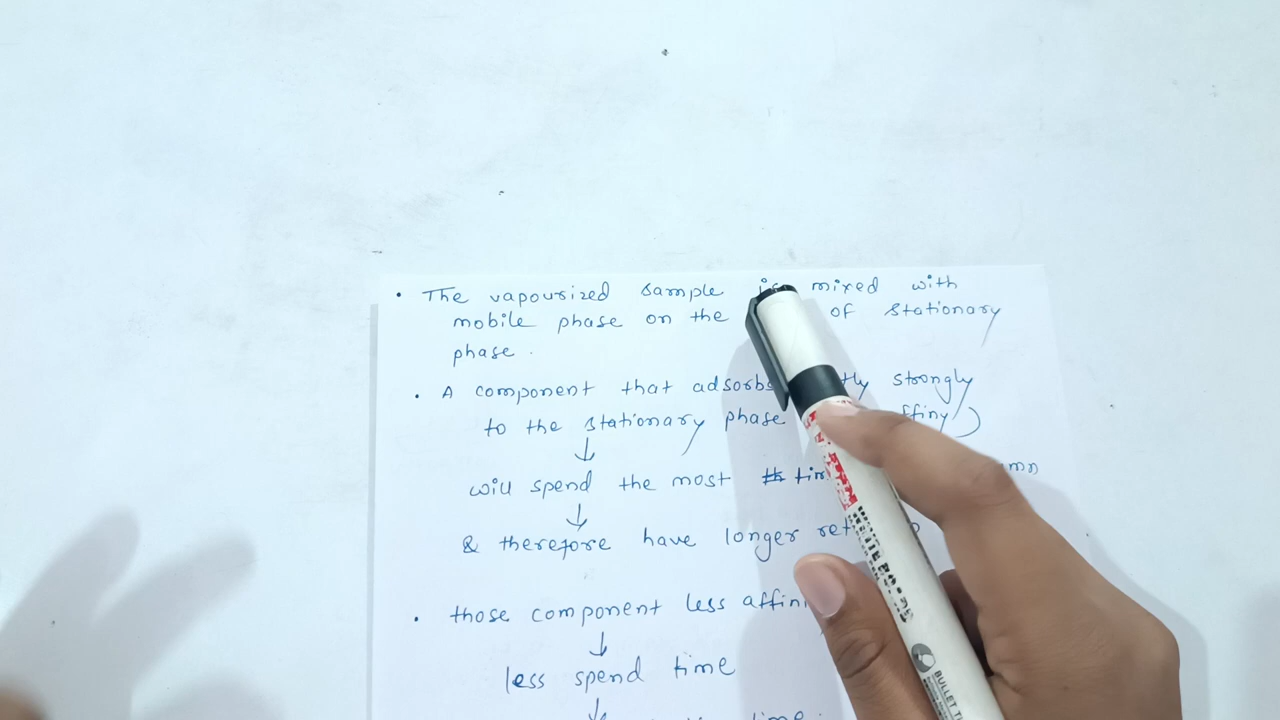 • The vapourized sample is mixed with
mobile phase on the of stationary
phase.
• A component that adsorbs strongly
to the stationary phase
↓
will spend the most
↓
& therefore have longer
• those component less
↓
less spend time
↓
time.
BULLET